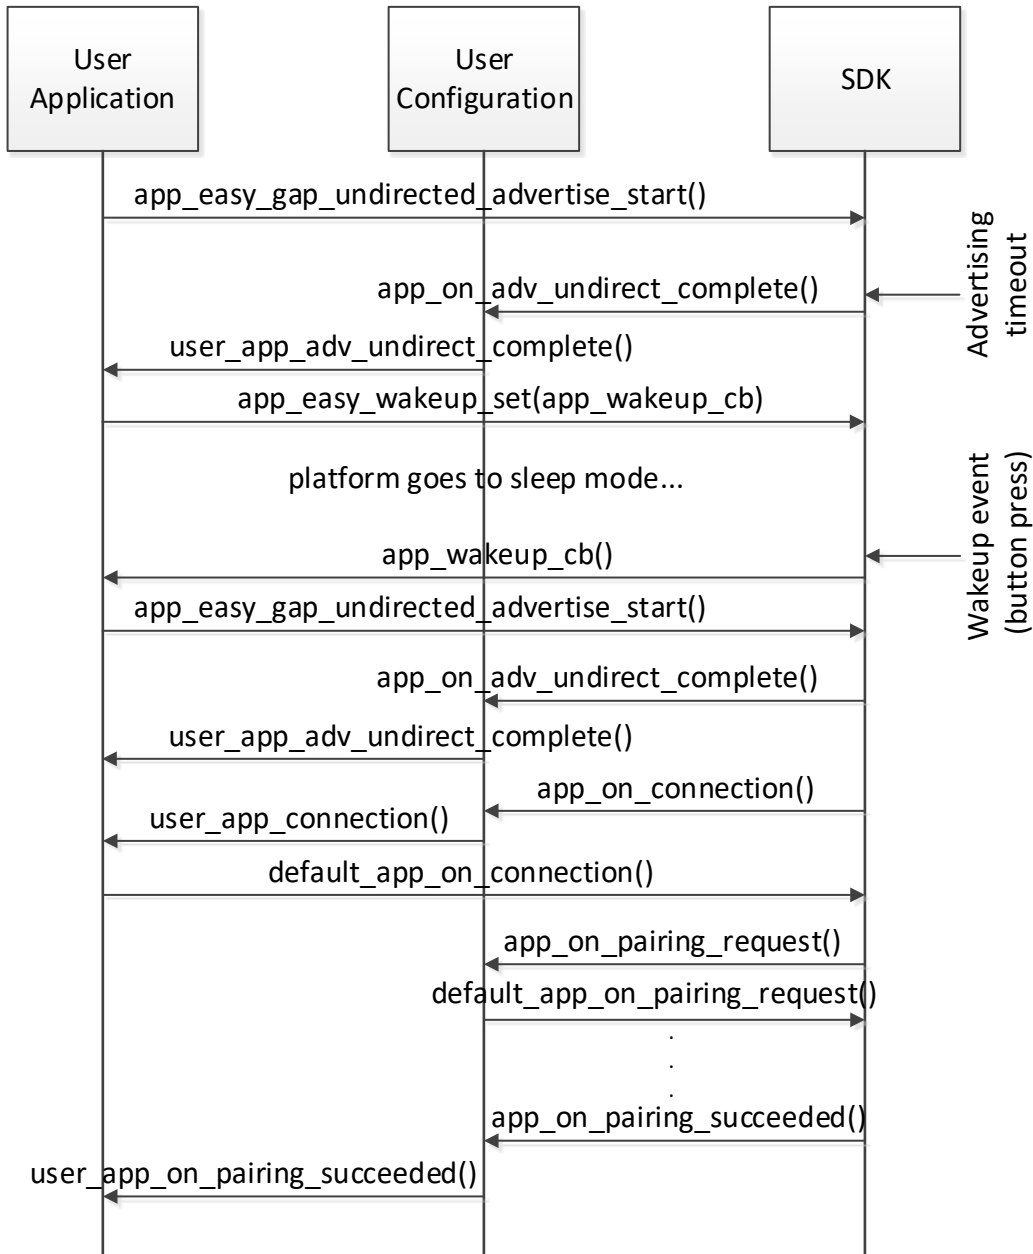 User
Application
User
Configuration
SDK
app_easy_gap_undirected_advertise_start()
Advertising
timeout
app_on_adv_undirect_complete()
user_app_adv_undirect_complete()
app_easy_wakeup_set(app_wakeup_cb)
platform goes to sleep mode...
Wakeup event
(button press)
app_wakeup_cb()
app_easy_gap_undirected_advertise_start()
app_on_adv_undirect_complete()
user_app_adv_undirect_complete()
app_on_connection()
user_app_connection()
default_app_on_connection()
app_on_pairing_request()
default_app_on_pairing_request()
.
.
.
app_on_pairing_succeeded()
user_app_on_pairing_succeeded()